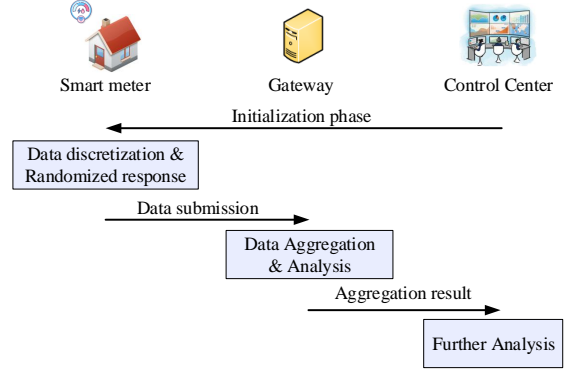 Smart meter
Gateway
Control Center
Initialization phase
Data discretization &
Randomized response
Data submission
Data Aggregation
& Analysis
Aggregation result
Further Analysis